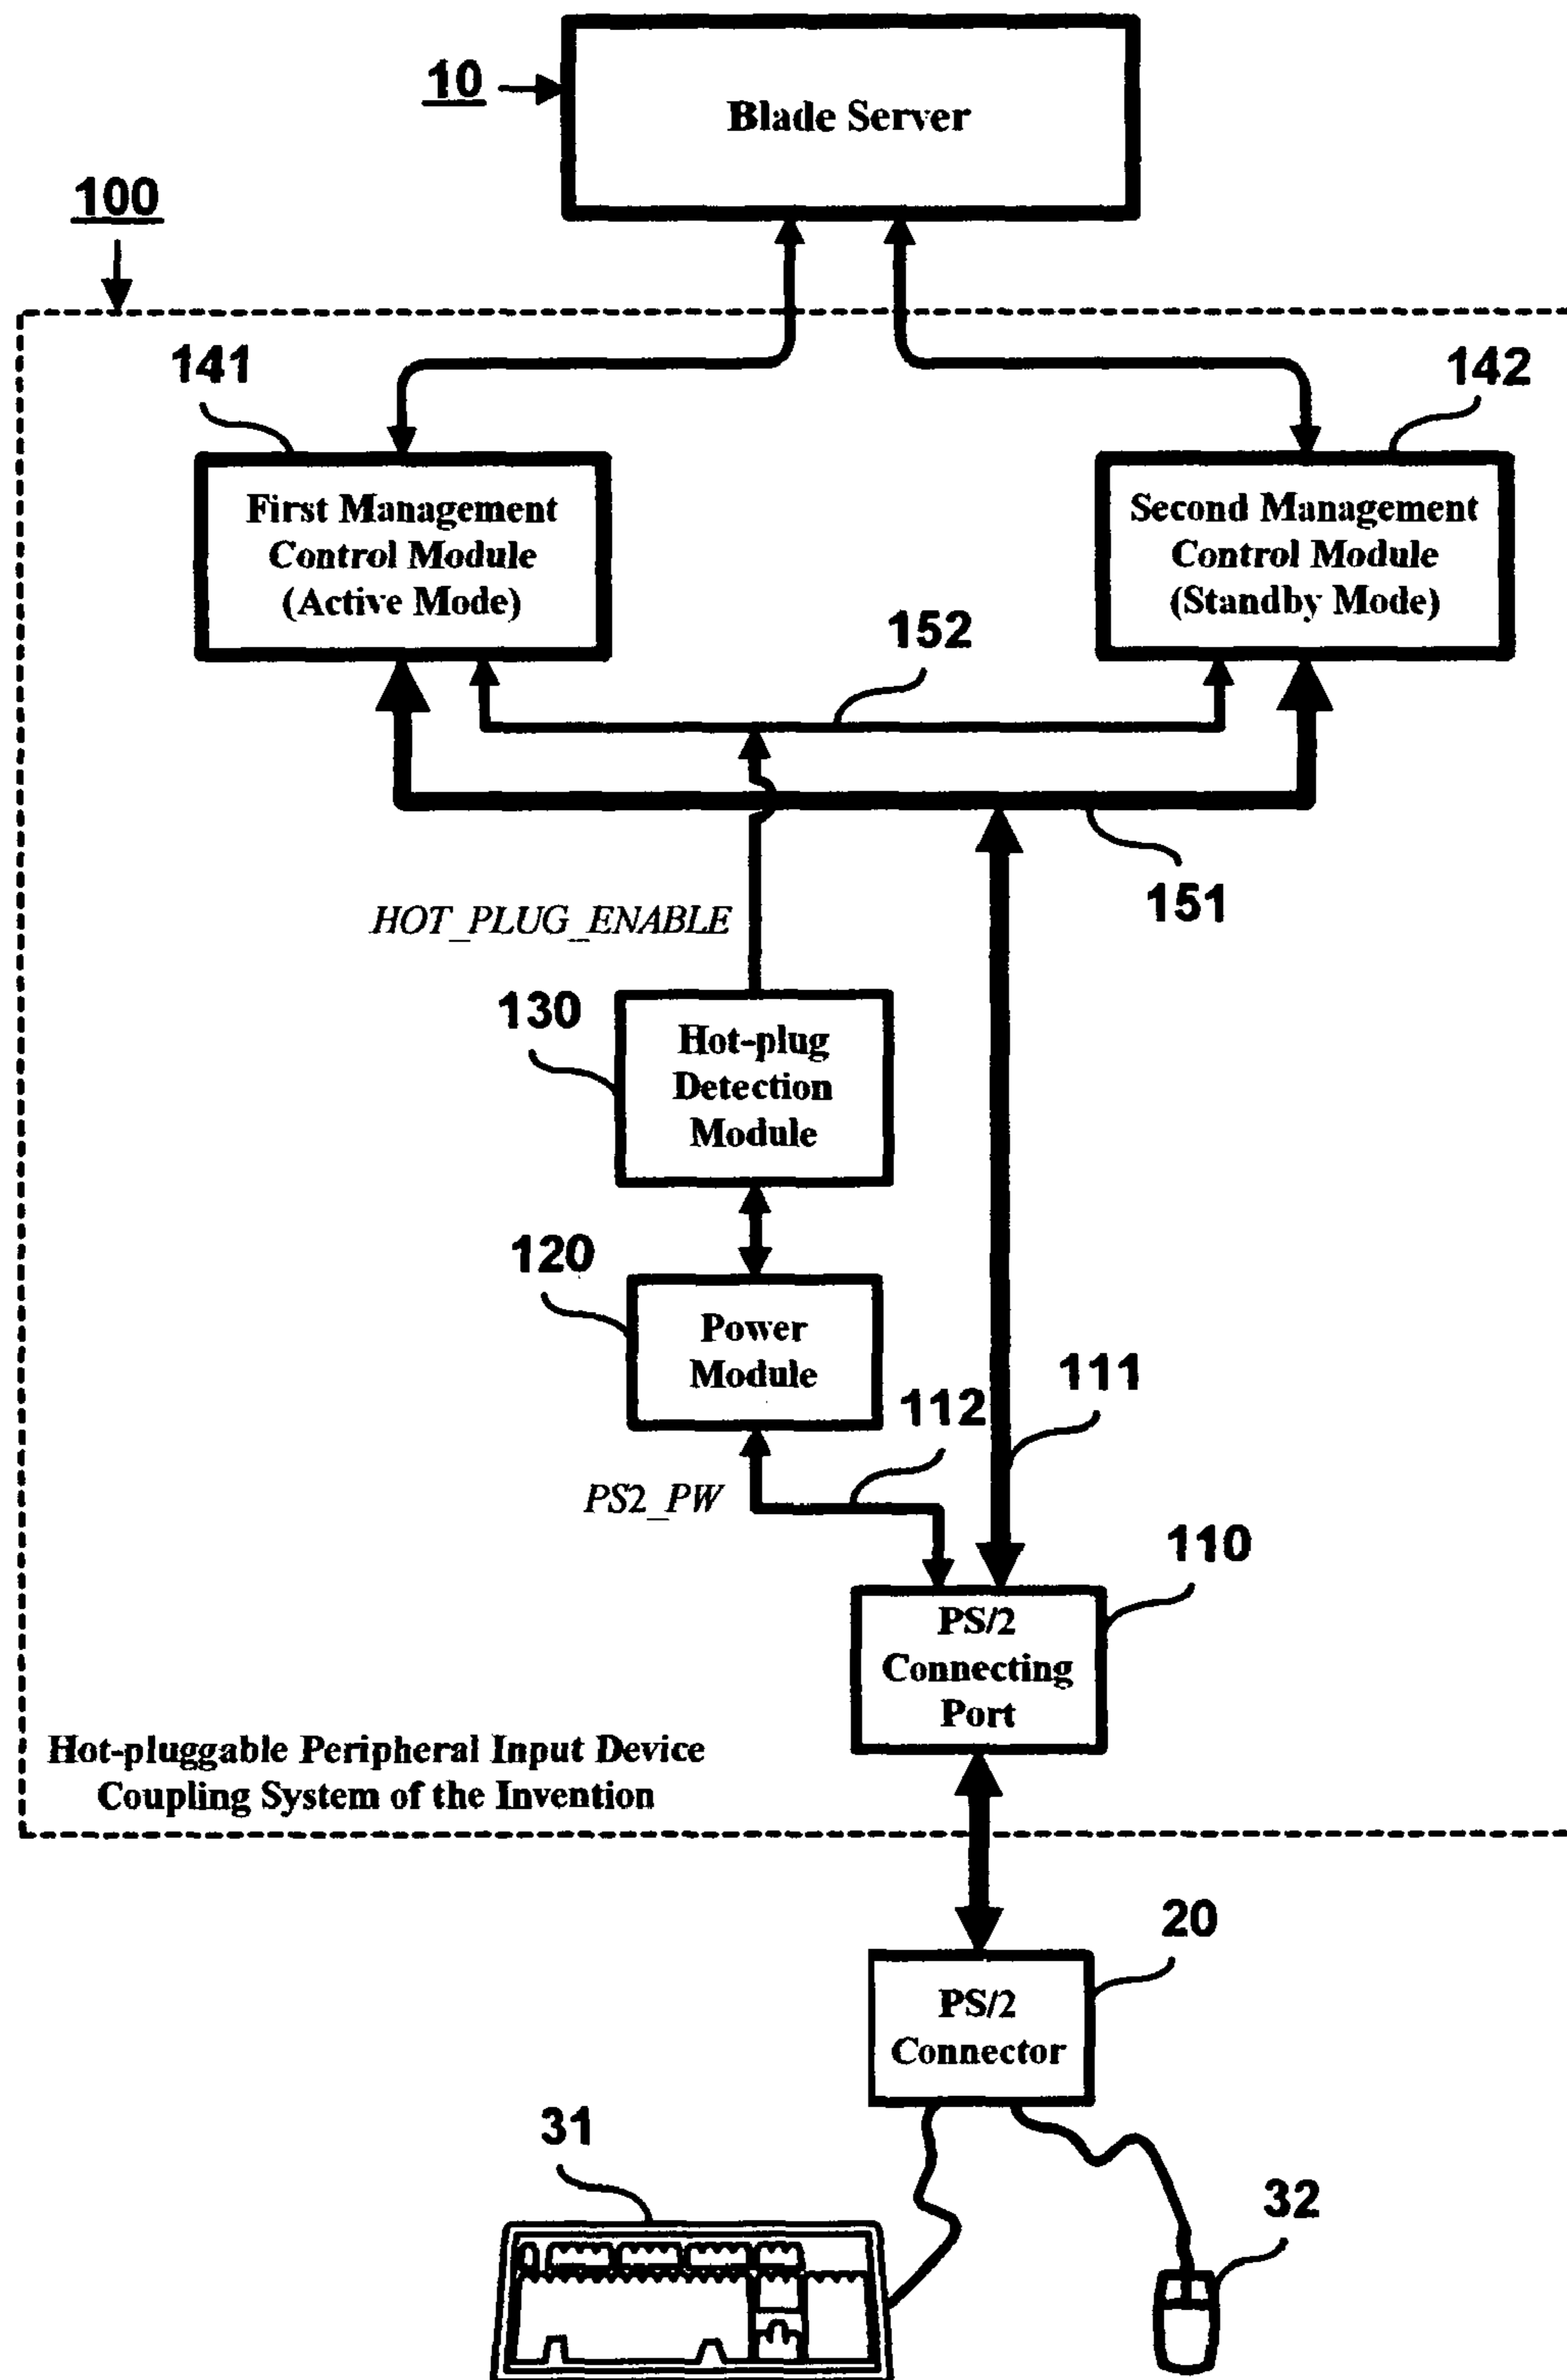 10
Blade Server
100
141
142
First Management
Control Module
(Active Mode)
Second Management
Control Module
(Standby Mode)
152
151
HOT_PLUG_ENABLE
130
Hot-plug
Detection
Module
120
Power
Module
112
111
PS2_PW
110
PS/2
Connecting
Port
Hot-pluggable Peripheral Input Device
Coupling System of the Invention
20
PS/2
Connector
31
32